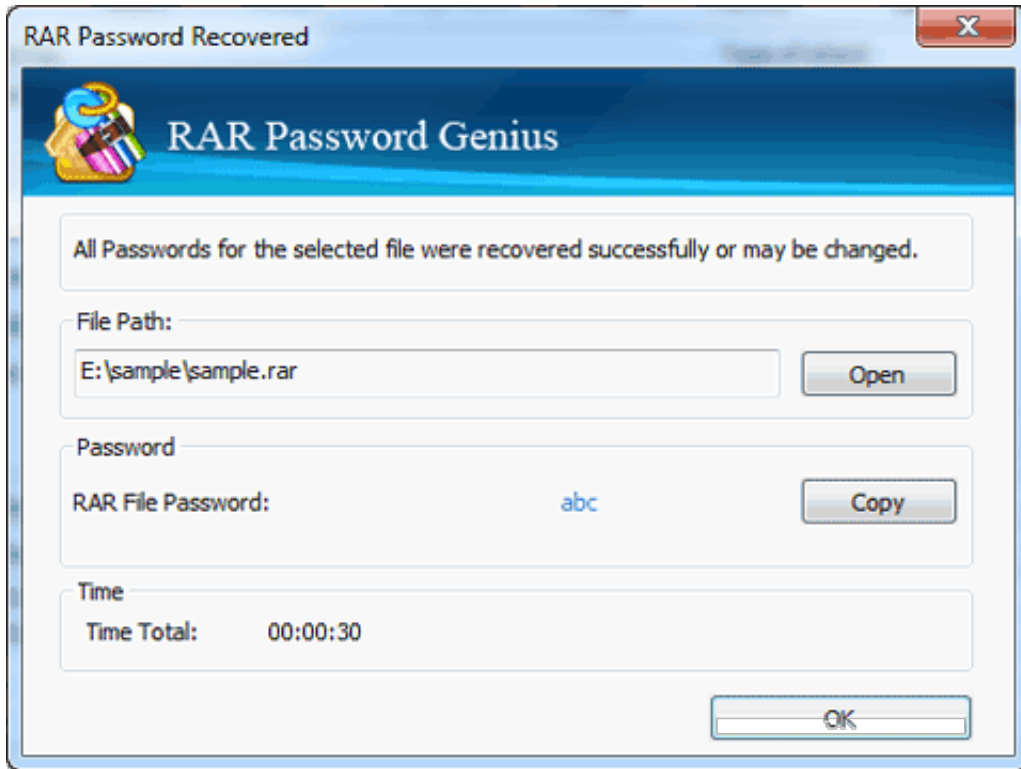 RAR Password Recovered
RAR Password Genius
All Passwords for the selected file were recovered successfully or may be changed.
File Path:
E:\sample\sample.rar
Open
Password
RAR File Password: abc Copy
Time
Time Total: 00:00:30
OK